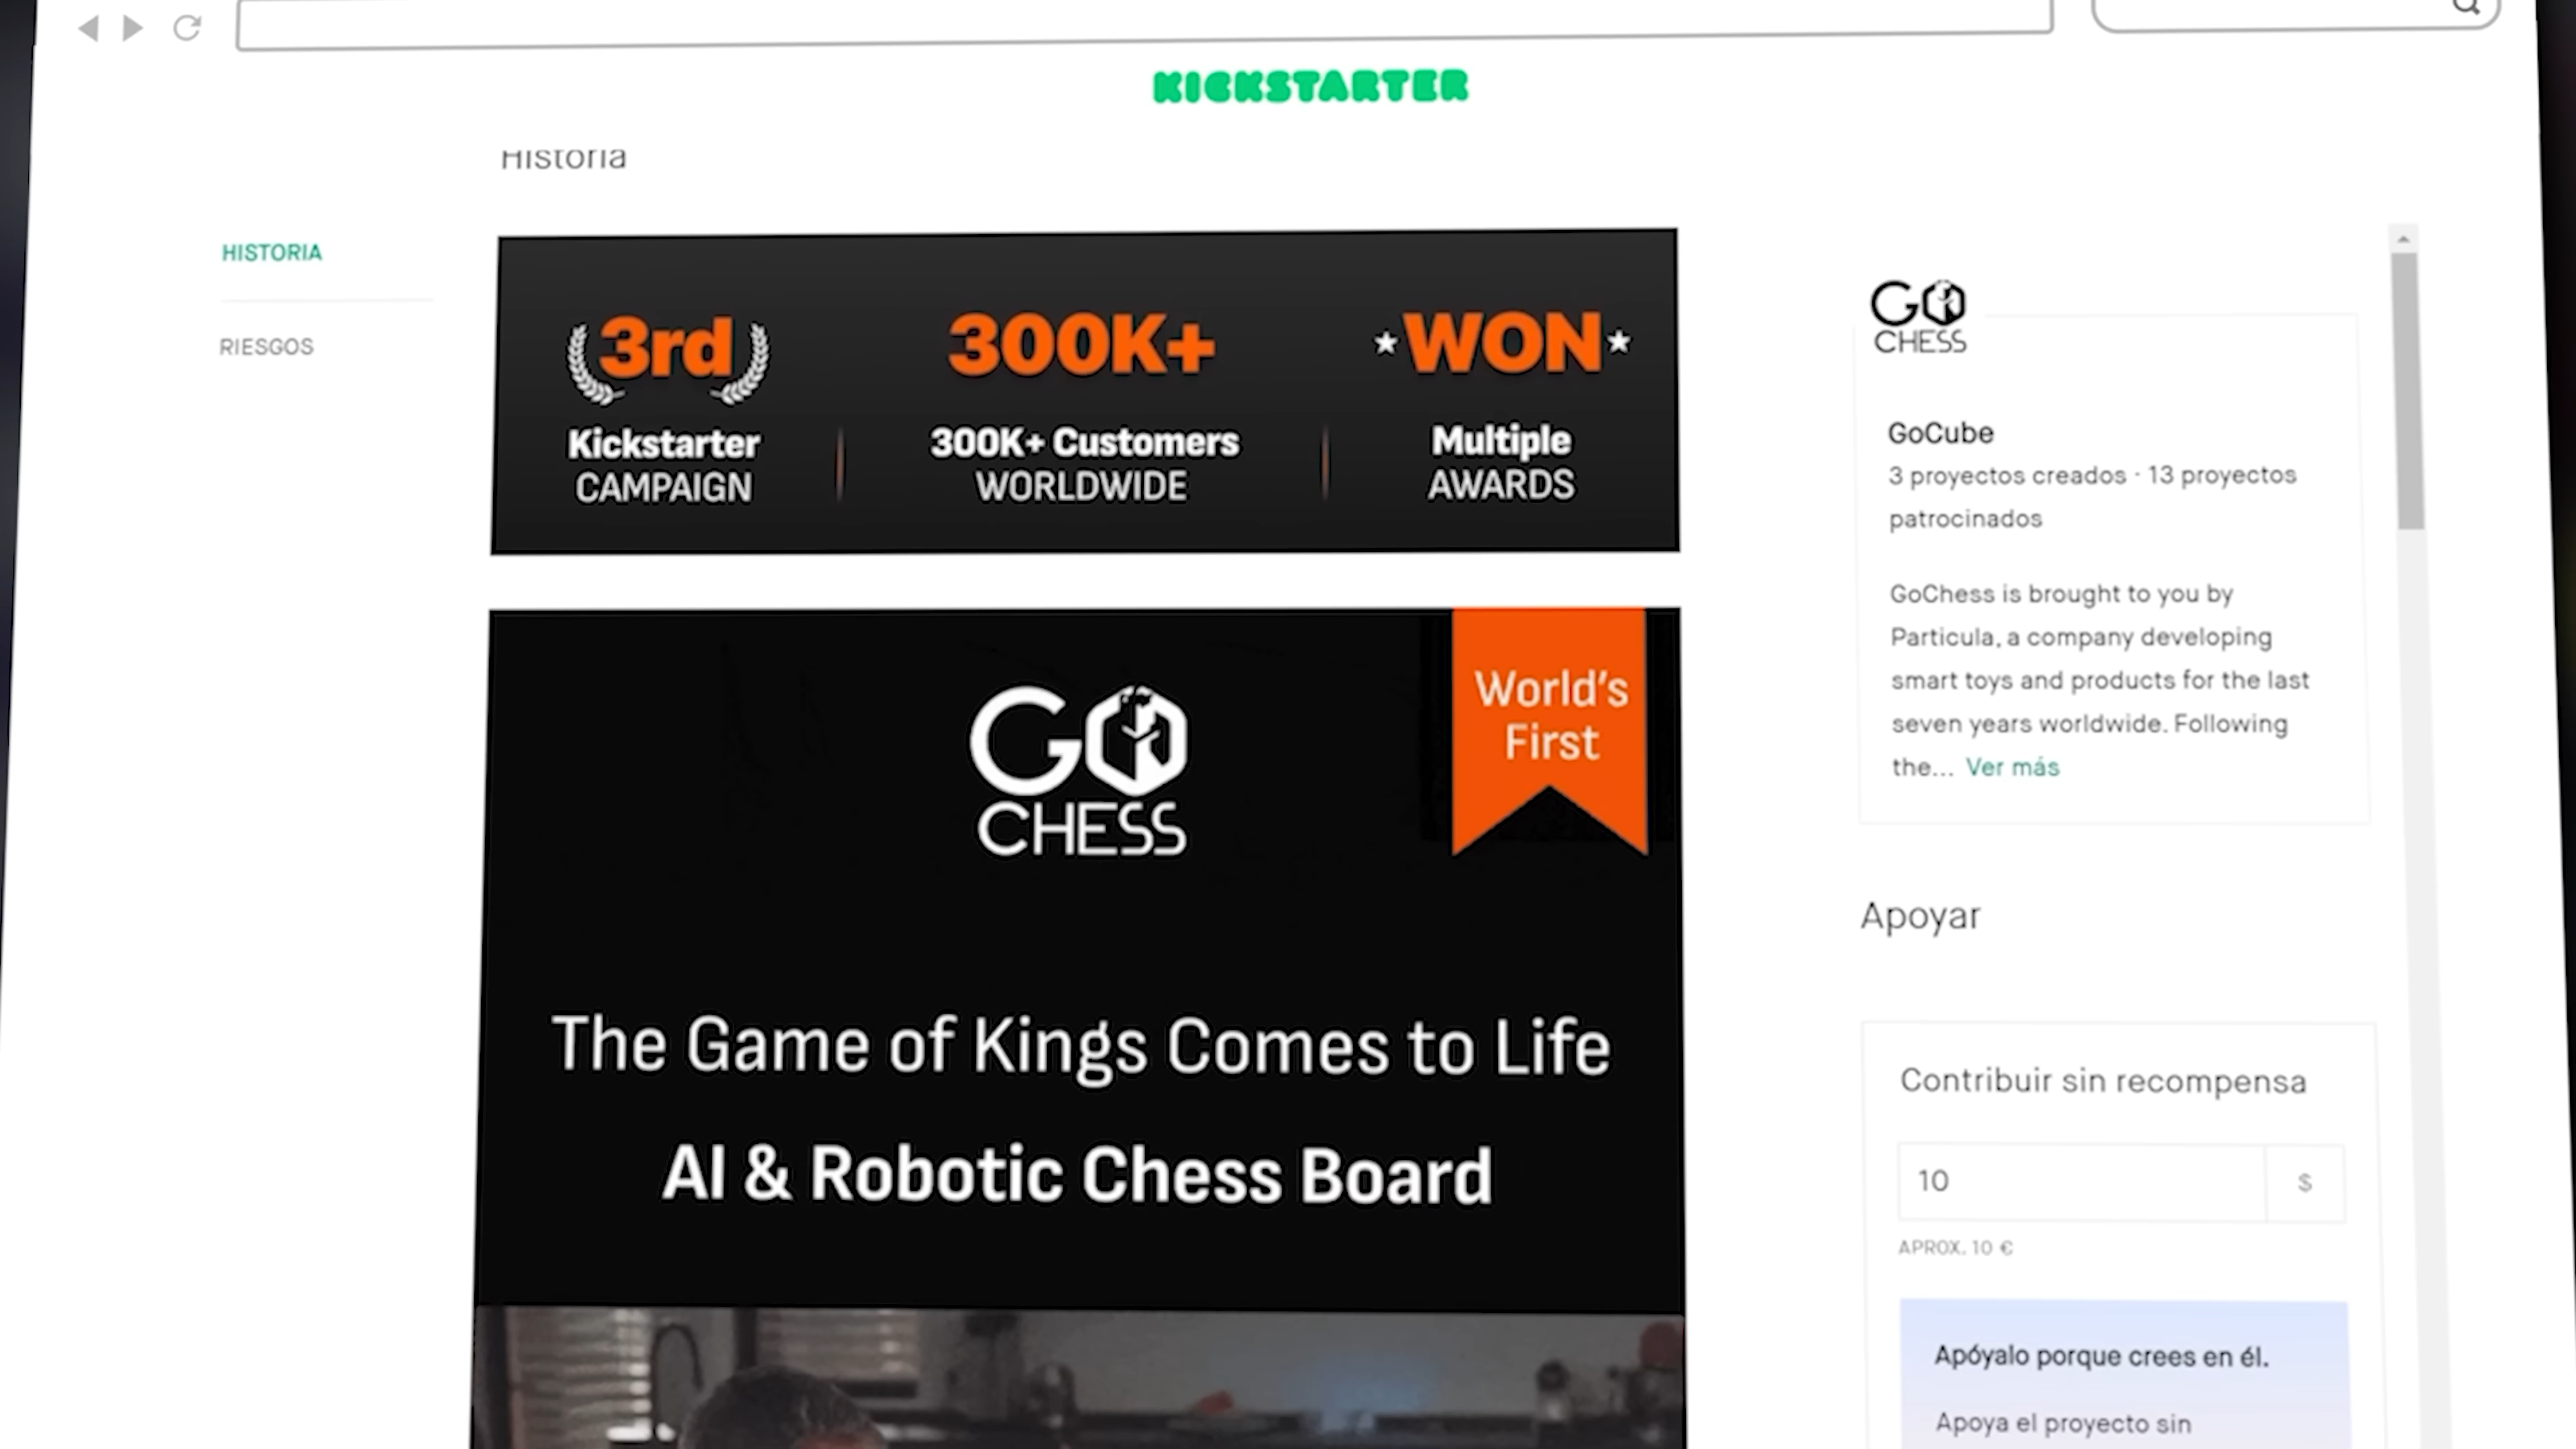 KICKSTARTER
Historia
HISTORIA
RIESGOS
3rd
Kickstarter
CAMPAIGN
300K+
300K+ Customers
WORLDWIDE
WON
Multiple
AWARDS
World's
First
GO
CHESS
The Game of Kings Comes to Life
AI & Robotic Chess Board
GO
CHESS
GoCube
3 proyectos creados · 13 proyectos
patrocinados
GoChess is brought to you by
Particula, a company developing
smart toys and products for the last
seven years worldwide. Following
the... Ver más
Apoyar
Contribuir sin recompensa
10 $
APROX. 10 €
Apóyalo porque crees en él.
Apoya el proyecto sin